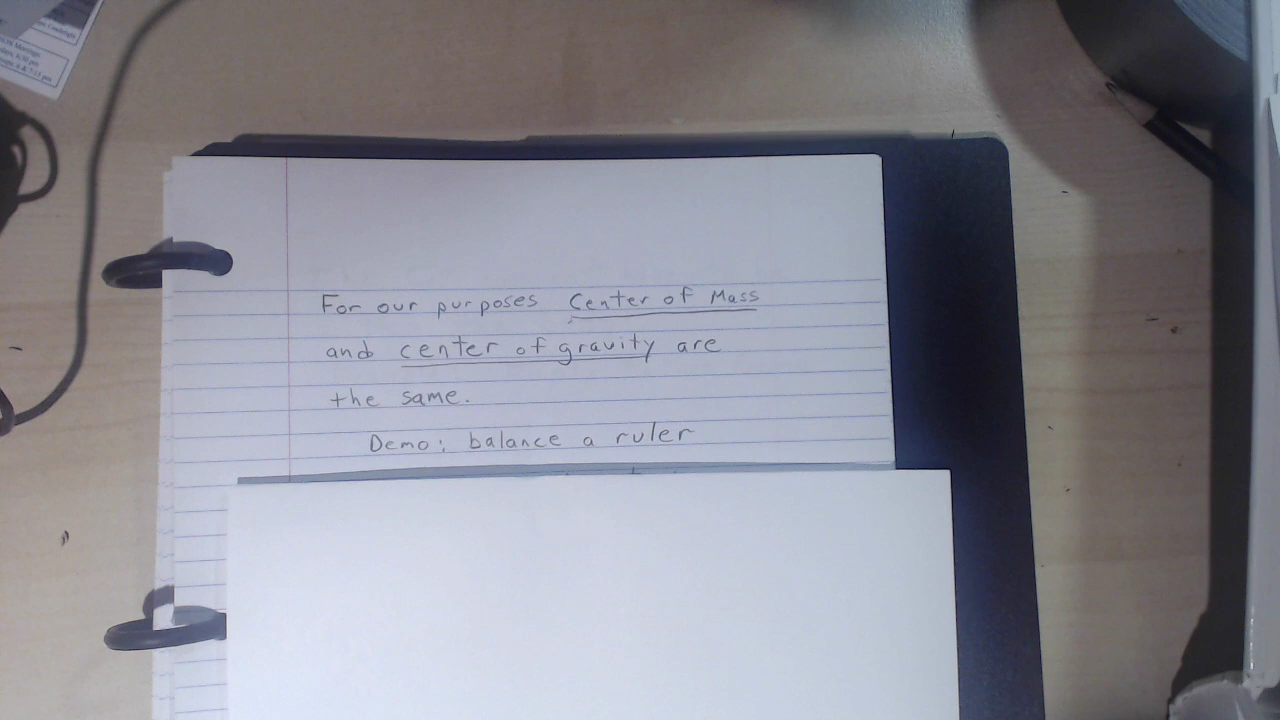 For our purposes Center of Mass
and center of gravity are
the same.
Demo: balance a ruler